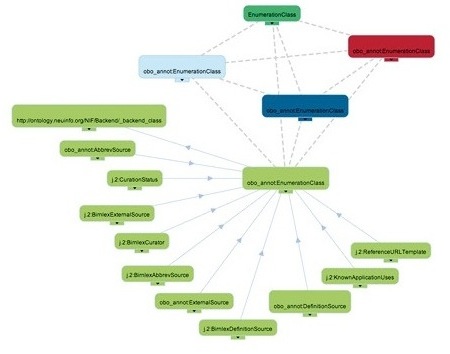 EnumerationClass
obo_annot:EnumerationClass
obo_annot:EnumerationClass
obo_annot:EnumerationClass
http://ontology.neuinfo.org/NIF/Backend/_backend_class
obo_annot:AbbrevSource
obo_annot:EnumerationClass
j.2:CurationStatus
j.2:BirnlexExternalSource
j.2:BirnlexCurator
j.2:ReferenceURLTemplate
j.2:BirnlexAbbrevSource
j.2:KnownApplicationUses
obo_annot:ExternalSource
obo_annot:DefinitionSource
j.2:BirnlexDefinitionSource